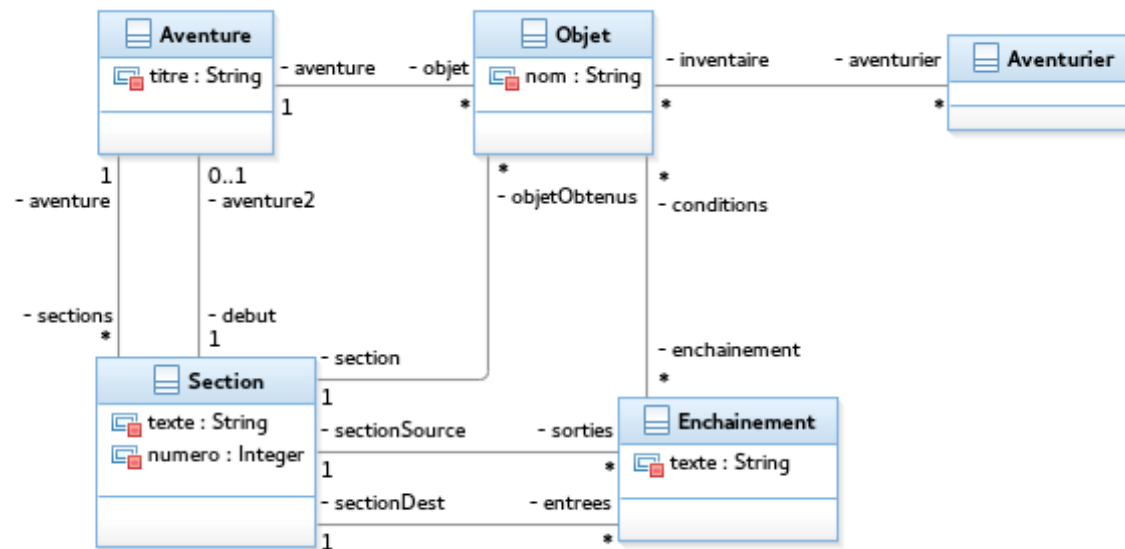 Aventure
titre : String
Objet
nom : String
Aventurier
- aventure
- objet
1
*
- inventaire
- aventurier
*
*
1
- aventure
0..1
- aventure2
*
- objetObtenus
*
- conditions
- sections
*
- debut
1
- section
1
- enchainement
*
Section
texte : String
numero : Integer
- sectionSource
- sorties
1
*
- sectionDest
- entrees
1
*
Enchainement
texte : String